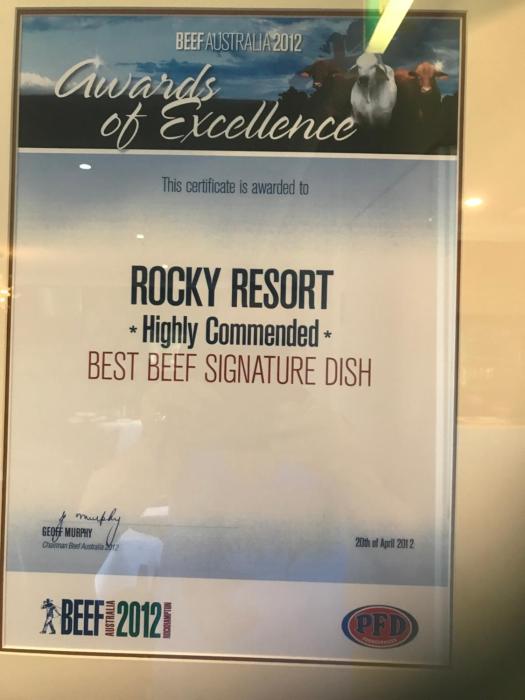 BEEF AUSTRALIA 2012
Awards
of Excellence
This certificate is awarded to
ROCKY RESORT
* Highly Commended *
BEST BEEF SIGNATURE DISH
G Murphy
GEOFF MURPHY
Chairman Beef Australia 2012
20th of April 2012
BEEF AUSTRALIA 2012 ROCKHAMPTON
PFD